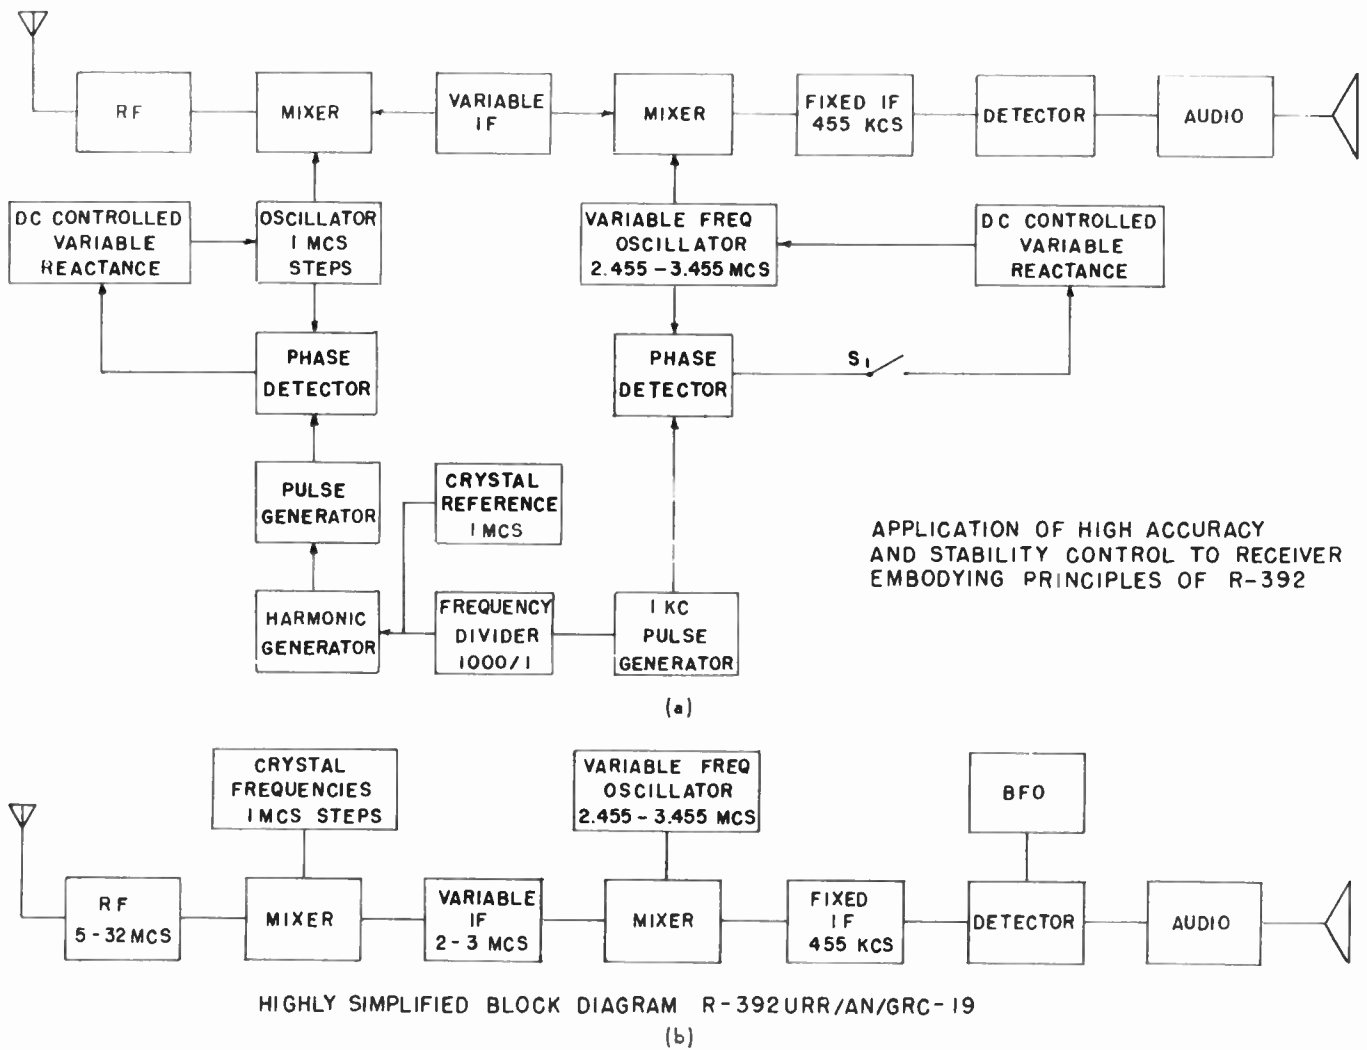 RF
MIXER
VARIABLE
IF
MIXER
FIXED IF
455 KCS
DETECTOR
AUDIO
DC CONTROLLED
VARIABLE
REACTANCE
OSCILLATOR
1 MCS
STEPS
VARIABLE FREQ
OSCILLATOR
2.455-3.455 MCS
DC CONTROLLED
VARIABLE
REACTANCE
PHASE
DETECTOR
PHASE
DETECTOR
S1
PULSE
GENERATOR
CRYSTAL
REFERENCE
1 MCS
HARMONIC
GENERATOR
FREQUENCY
DIVIDER
1000/1
1 KC
PULSE
GENERATOR
APPLICATION OF HIGH ACCURACY
AND STABILITY CONTROL TO RECEIVER
EMBODYING PRINCIPLES OF R-392
(a)
CRYSTAL
FREQUENCIES
1 MCS STEPS
VARIABLE FREQ
OSCILLATOR
2.455-3.455 MCS
BFO
RF
5-32 MCS
MIXER
VARIABLE
IF
2-3 MCS
MIXER
FIXED
IF
455 KCS
DETECTOR
AUDIO
HIGHLY SIMPLIFIED BLOCK DIAGRAM R-392 URR/AN/GRC-19
(b)